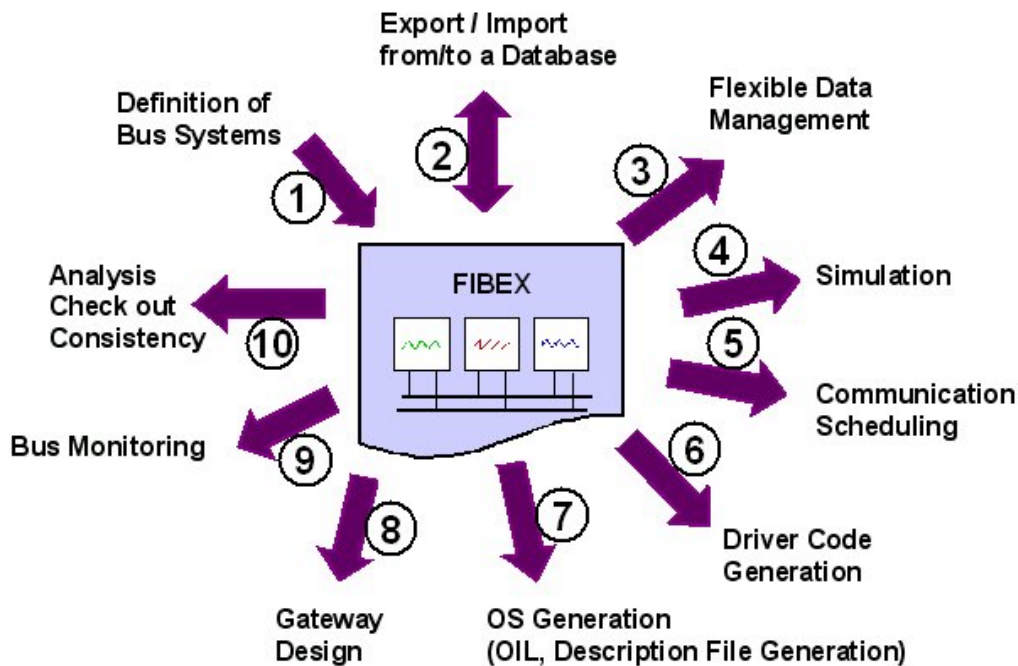 Export / Import
from/to a Database
Definition of
Bus Systems
Flexible Data
Management
1
2
3
4
Simulation
FIBEX
Analysis
Check out
Consistency
10
5
Communication
Scheduling
Bus Monitoring
9
6
8
7
Driver Code
Generation
Gateway
Design
OS Generation
(OIL, Description File Generation)